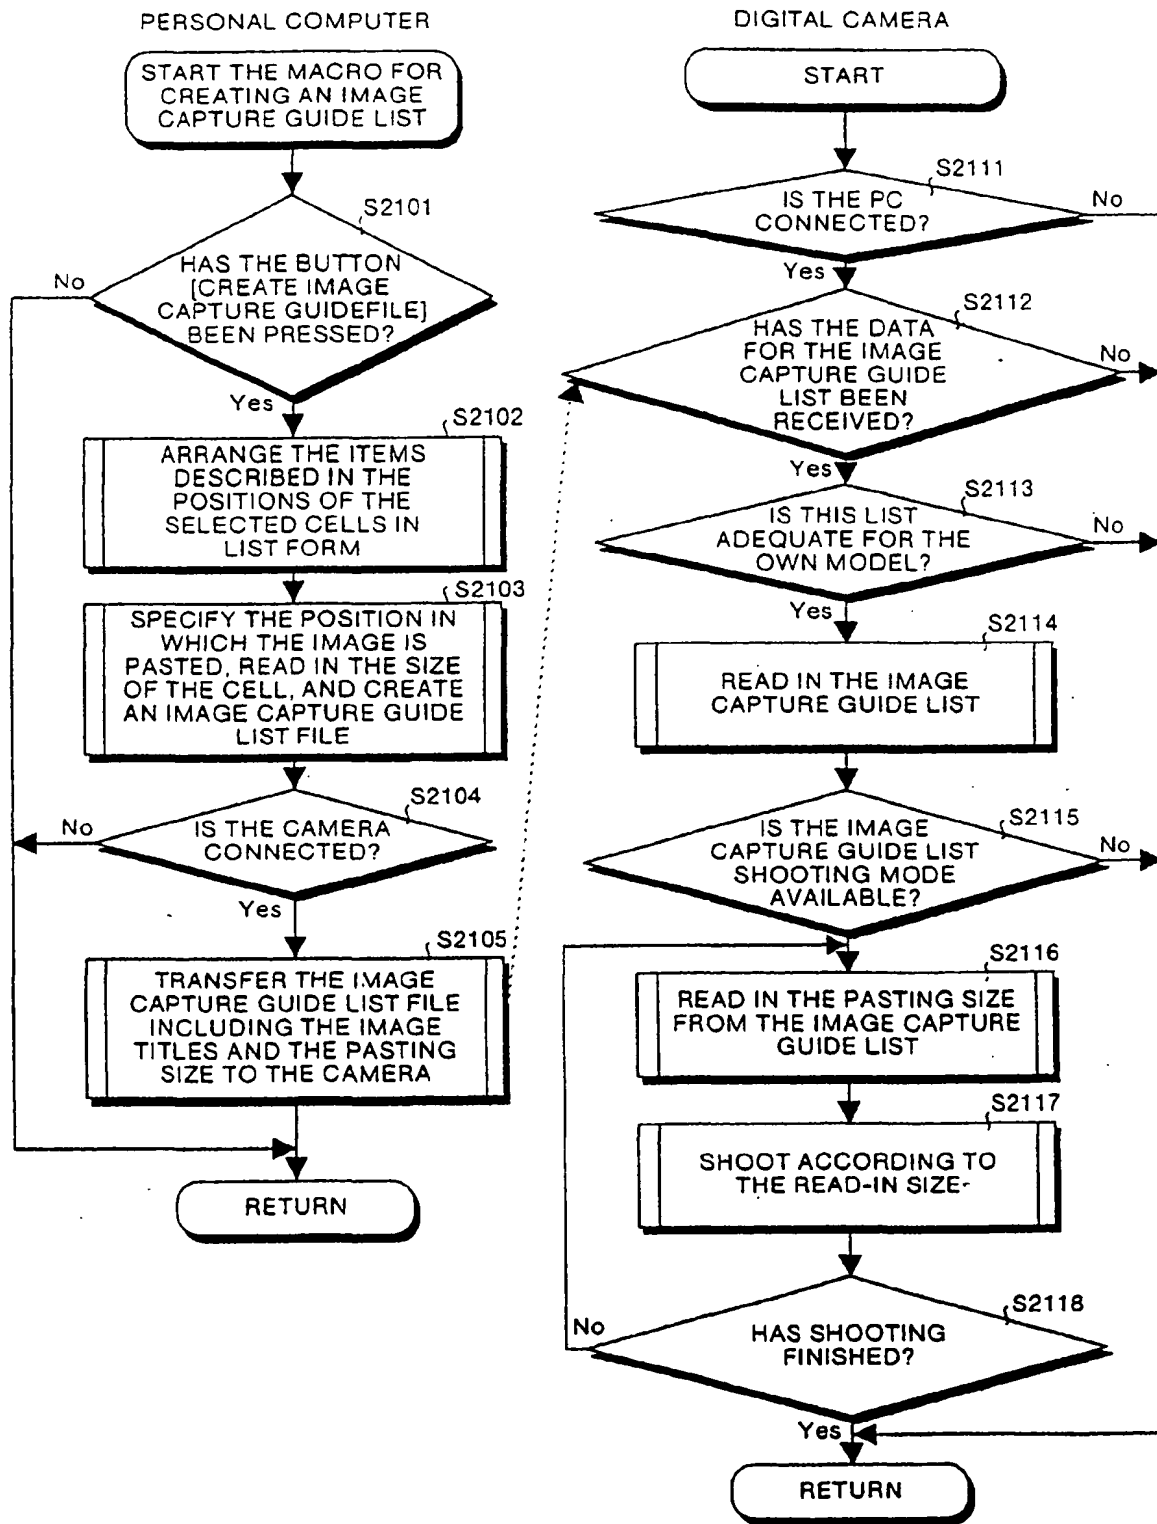 PERSONAL COMPUTER
START THE MACRO FOR
CREATING AN IMAGE
CAPTURE GUIDE LIST
S2101
HAS THE BUTTON
[CREATE IMAGE
CAPTURE GUIDEFILE]
BEEN PRESSED?
No
Yes
S2102
ARRANGE THE ITEMS
DESCRIBED IN THE
POSITIONS OF THE
SELECTED CELLS IN
LIST FORM
S2103
SPECIFY THE POSITION IN
WHICH THE IMAGE IS
PASTED, READ IN THE SIZE
OF THE CELL, AND CREATE
AN IMAGE CAPTURE GUIDE
LIST FILE
S2104
No
IS THE CAMERA
CONNECTED?
Yes
S2105
TRANSFER THE IMAGE
CAPTURE GUIDE LIST FILE
INCLUDING THE IMAGE
TITLES AND THE PASTING
SIZE TO THE CAMERA
RETURN
DIGITAL CAMERA
START
S2111
IS THE PC
CONNECTED?
No
Yes
S2112
HAS THE DATA
FOR THE IMAGE
CAPTURE GUIDE
LIST BEEN
RECEIVED?
No
Yes
S2113
IS THIS LIST
ADEQUATE FOR THE
OWN MODEL?
No
Yes
S2114
READ IN THE IMAGE
CAPTURE GUIDE LIST
S2115
IS THE IMAGE
CAPTURE GUIDE LIST
SHOOTING MODE
AVAILABLE?
No
S2116
READ IN THE PASTING SIZE
FROM THE IMAGE CAPTURE
GUIDE LIST
S2117
SHOOT ACCORDING TO
THE READ-IN SIZE
S2118
No
HAS SHOOTING
FINISHED?
Yes
RETURN